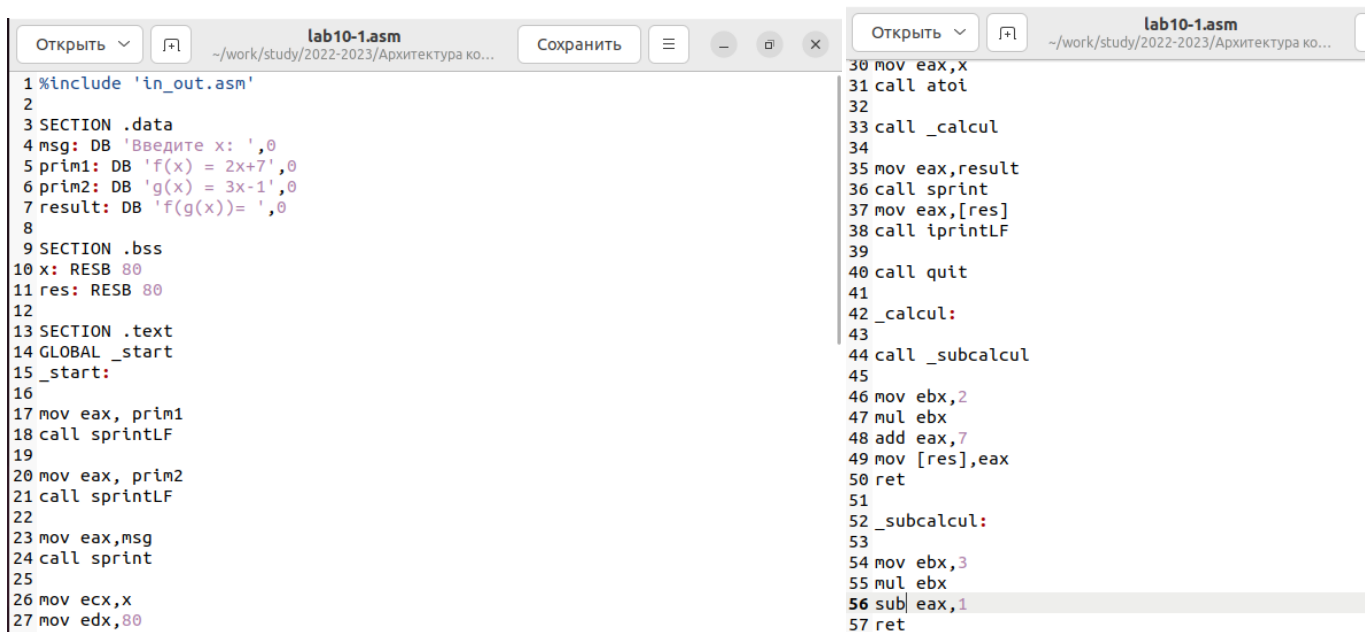 Открыть
lab10-1.asm
~/work/study/2022-2023/Архитектура ко...
Сохранить
1 %include 'in_out.asm'
2
3 SECTION .data
4 msg: DB 'Введите x: ',0
5 prim1: DB 'f(x) = 2x+7',0
6 prim2: DB 'g(x) = 3x-1',0
7 result: DB 'f(g(x))= ',0
8
9 SECTION .bss
10 x: RESB 80
11 res: RESB 80
12
13 SECTION .text
14 GLOBAL _start
15 _start:
16
17 mov eax, prim1
18 call sprintLF
19
20 mov eax, prim2
21 call sprintLF
22
23 mov eax,msg
24 call sprint
25
26 mov ecx,x
27 mov edx,80
Открыть
lab10-1.asm
~/work/study/2022-2023/Архитектура ко...
30 mov eax,x
31 call atoi
32
33 call _calcul
34
35 mov eax,result
36 call sprint
37 mov eax,[res]
38 call iprintLF
39
40 call quit
41
42 _calcul:
43
44 call _subcalcul
45
46 mov ebx,2
47 mul ebx
48 add eax,7
49 mov [res],eax
50 ret
51
52 _subcalcul:
53
54 mov ebx,3
55 mul ebx
56 sub eax,1
57 ret